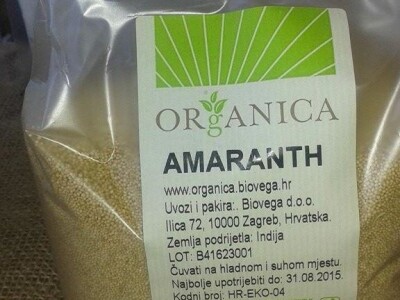 ORgANICA
AMARANTH
www.organica.biovega.hr
Uvozi i pakira:. Biovega d.o.o.
Ilica 72, 10000 Zagreb, Hrvatska.
Zemlja podrijetla: Indija
LOT: B41623001
Čuvati na hladnom i suhom mjestu.
Najbolje upotrijebiti do: 31.08.2015.
Kodni broj: HR-EKO-04